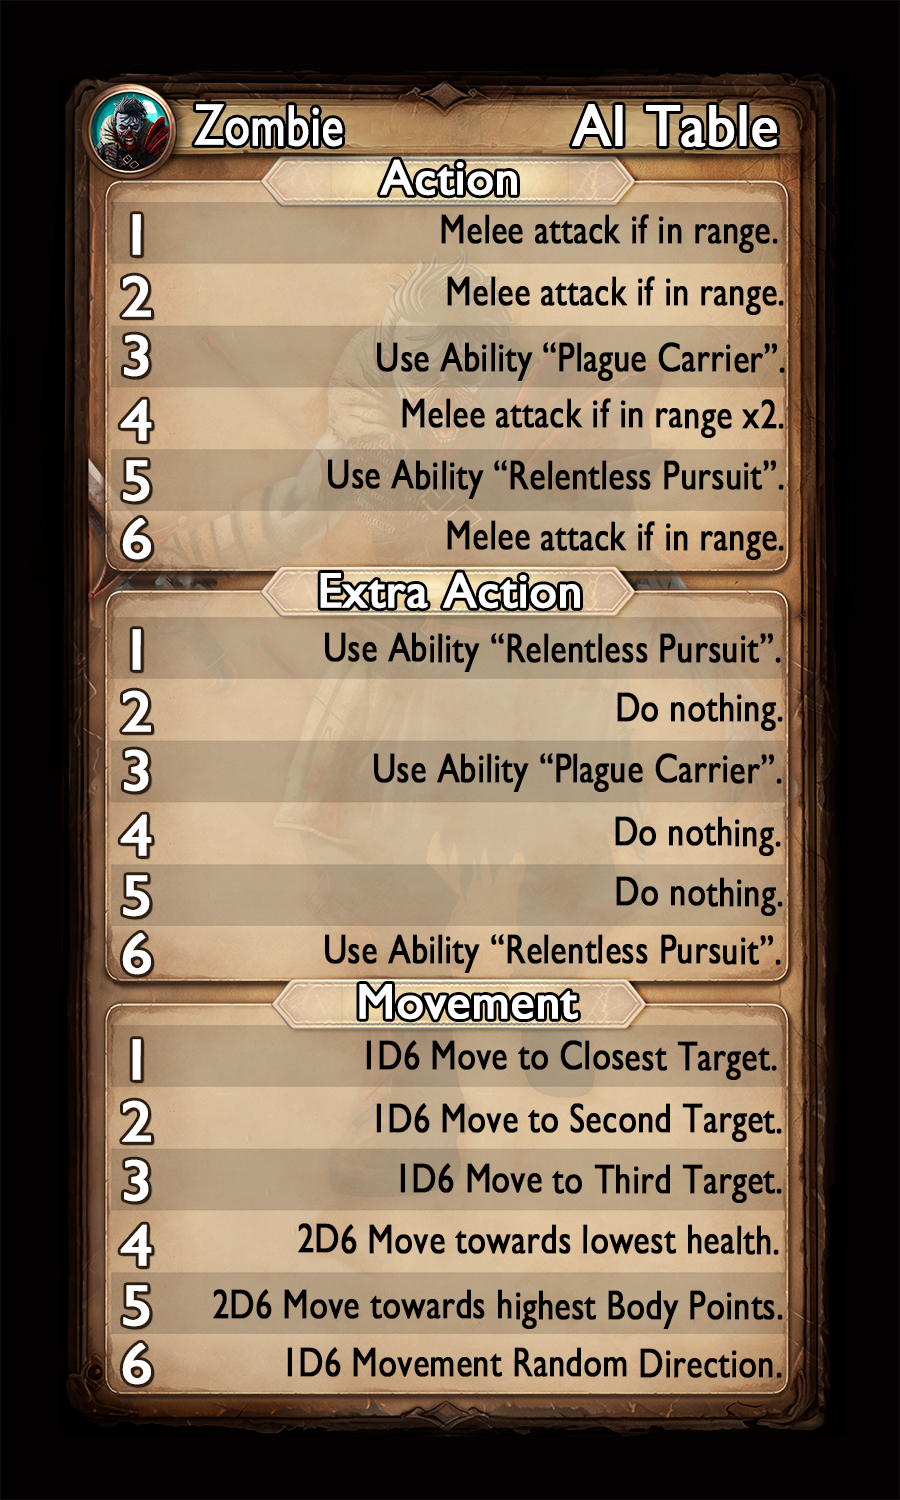 Zombie AI Table
Action
1 Melee attack if in range.
2 Melee attack if in range.
3 Use Ability “Plague Carrier”.
4 Melee attack if in range x2.
5 Use Ability “Relentless Pursuit”.
6 Melee attack if in range.
Extra Action
1 Use Ability “Relentless Pursuit”.
2 Do nothing.
3 Use Ability “Plague Carrier”.
4 Do nothing.
5 Do nothing.
6 Use Ability “Relentless Pursuit”.
Movement
1 1D6 Move to Closest Target.
2 1D6 Move to Second Target.
3 1D6 Move to Third Target.
4 2D6 Move towards lowest health.
5 2D6 Move towards highest Body Points.
6 1D6 Movement Random Direction.